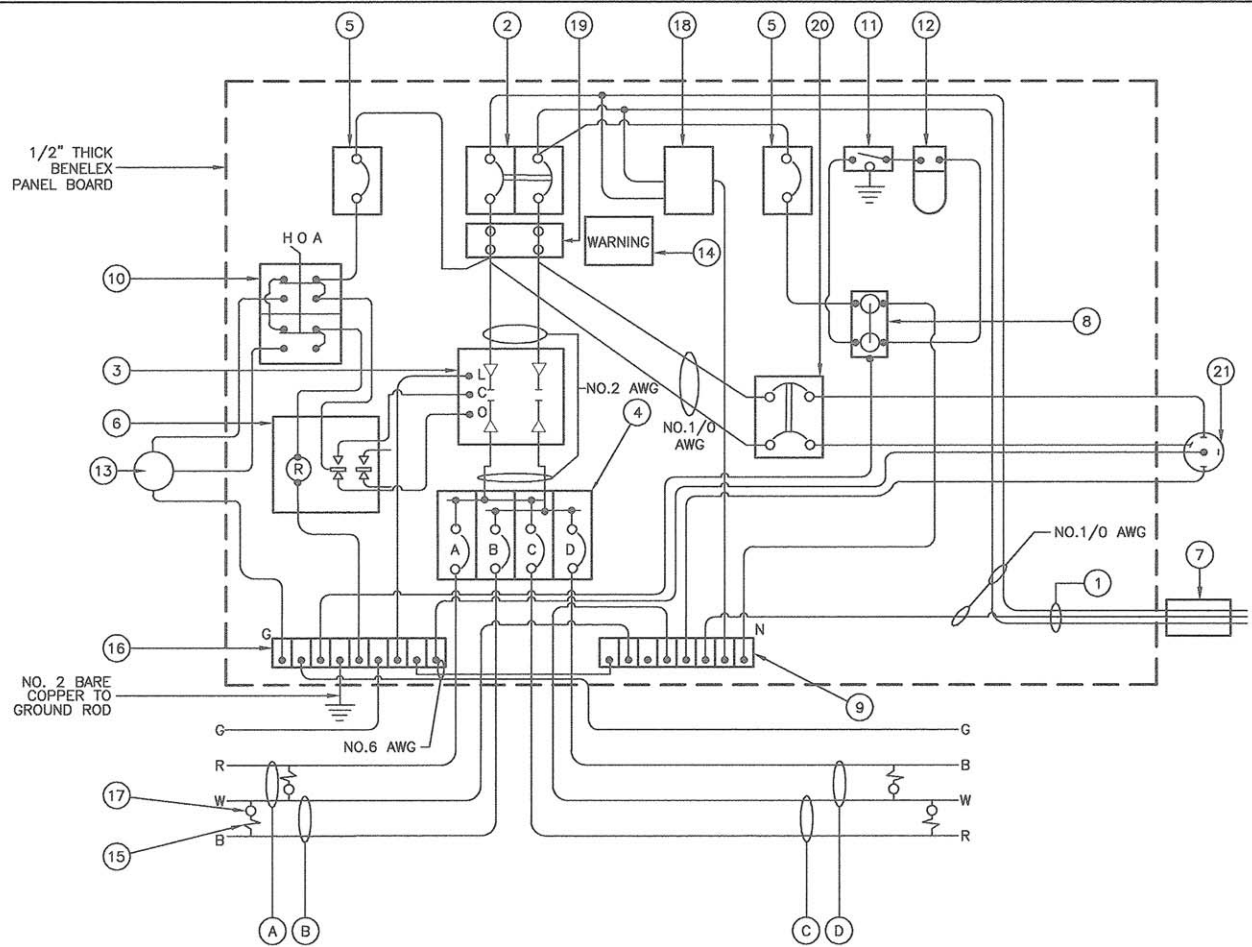 5
2
19
18
5
20
11
12
1/2" THICK
BENELEX
PANEL BOARD
H O A
WARNING
14
10
8
3
L
C
O
NO.2 AWG
NO.1/0
AWG
4
21
6
R
13
A
B
C
D
NO.1/0 AWG
1
7
G
N
16
9
NO. 2 BARE
COPPER TO
GROUND ROD
G
NO.6 AWG
G
R
B
17
W
W
15
B
R
A
B
C
D